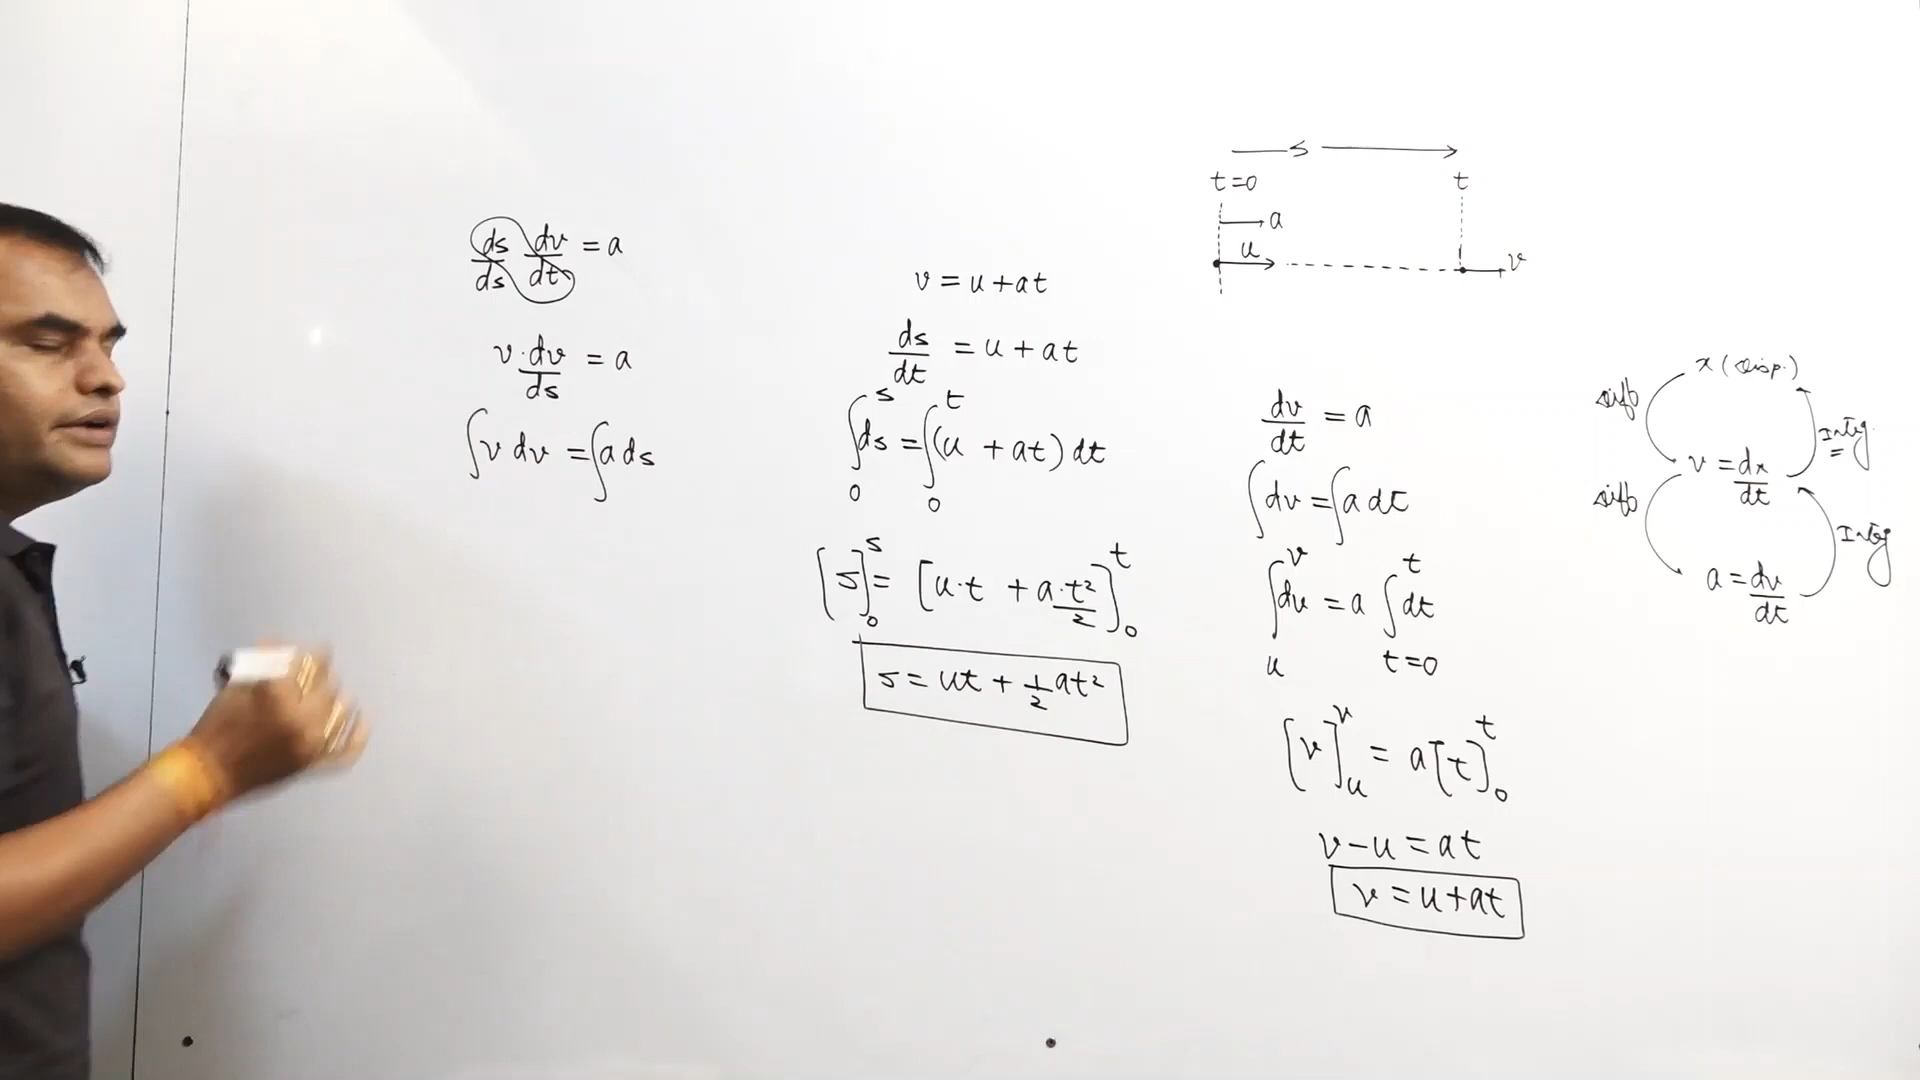 ds/ds dv/dt = a
v·dv/ds = a
∫v dv = ∫a ds
v = u + at
ds/dt = u + at
∫₀ˢ ds = ∫₀ᵗ (u + at) dt
[s]₀ˢ = [u·t + a·t²/2]₀ᵗ
s = ut + 1/2 at²
s
t=0 t
a
u v
dv/dt = a
∫dv = ∫a dt
∫ᵤᵛ dv = a ∫ₜ₌₀ᵗ dt
[v]ᵤᵛ = a[t]₀ᵗ
v-u = at
v = u+at
x (Disp.)
diff Integ.
v = dx/dt
diff Integ
a = dv/dt